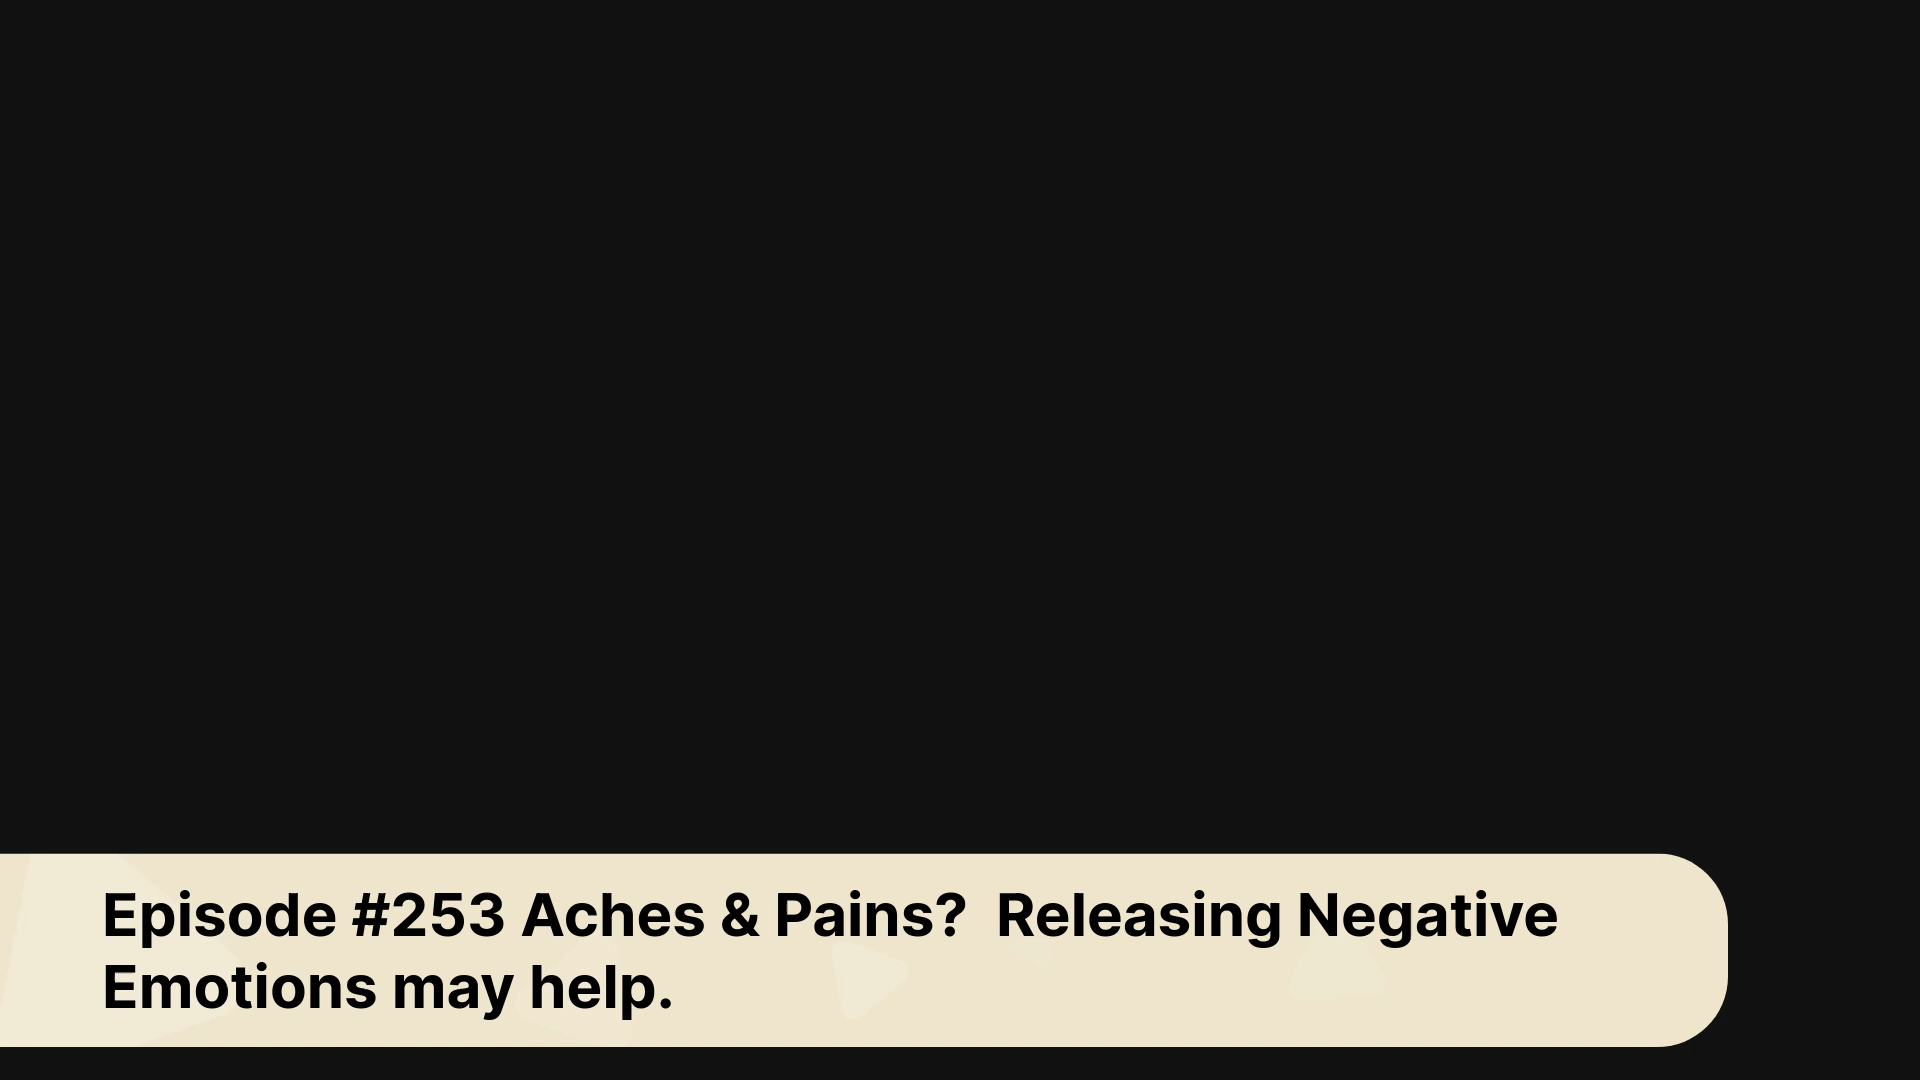 Episode #253 Aches & Pains?  Releasing Negative
Emotions may help.